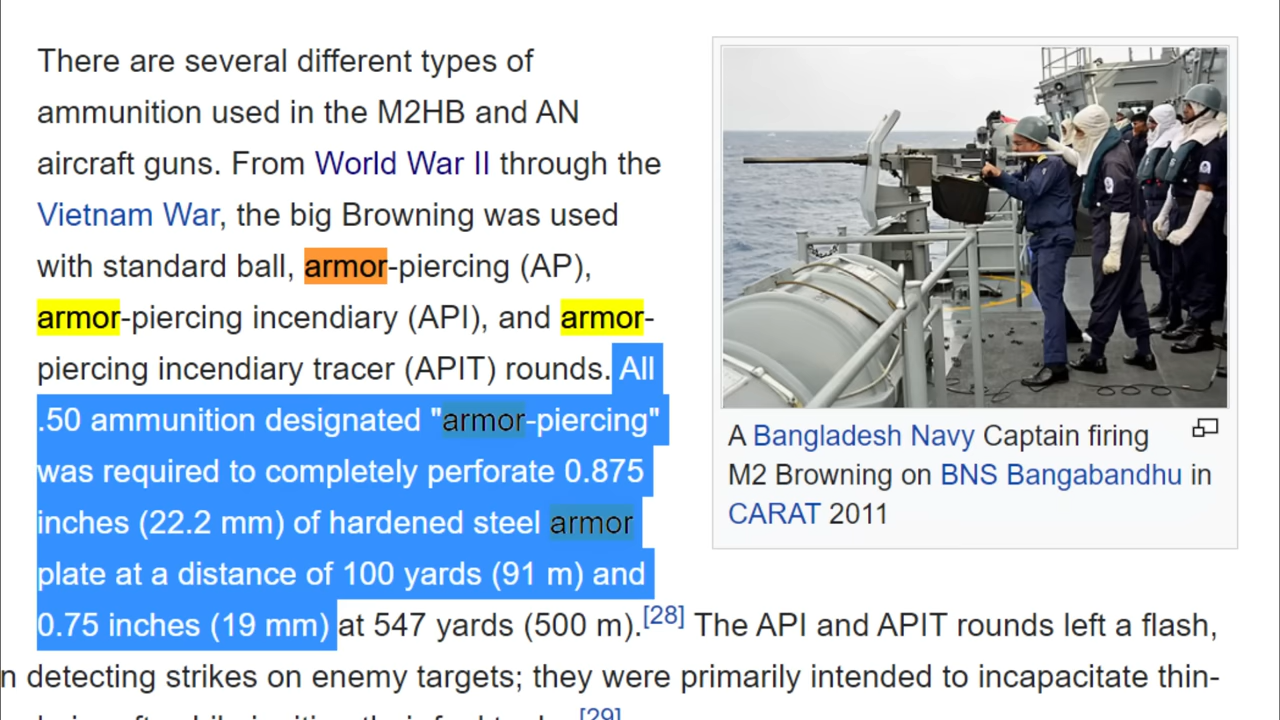 There are several different types of
ammunition used in the M2HB and AN
aircraft guns. From World War II through the
Vietnam War, the big Browning was used
with standard ball, armor-piercing (AP),
armor-piercing incendiary (API), and armor-
piercing incendiary tracer (APIT) rounds. All
.50 ammunition designated "armor-piercing"
was required to completely perforate 0.875
inches (22.2 mm) of hardened steel armor
plate at a distance of 100 yards (91 m) and
0.75 inches (19 mm) at 547 yards (500 m).[28] The API and APIT rounds left a flash,
detecting strikes on enemy targets; they were primarily intended to incapacitate thin-
[29]
A Bangladesh Navy Captain firing
M2 Browning on BNS Bangabandhu in
CARAT 2011